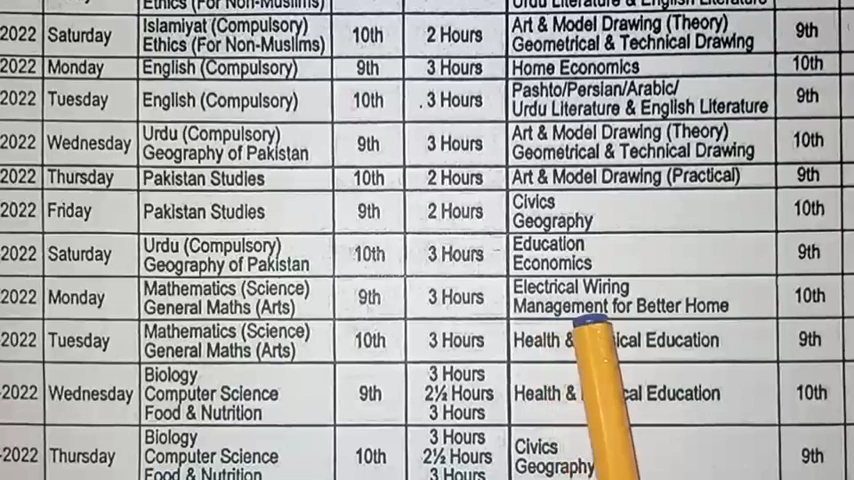 Ethics (For Non-Muslims)
Urdu Literature & English Literature
2022 Saturday Islamiyat (Compulsory) 10th 2 Hours Art & Model Drawing (Theory) 9th
Ethics (For Non-Muslims) Geometrical & Technical Drawing
2022 Monday English (Compulsory) 9th 3 Hours Home Economics 10th
2022 Tuesday English (Compulsory) 10th 3 Hours Pashto/Persian/Arabic/ 9th
Urdu Literature & English Literature
2022 Wednesday Urdu (Compulsory) 9th 3 Hours Art & Model Drawing (Theory) 10th
Geography of Pakistan Geometrical & Technical Drawing
2022 Thursday Pakistan Studies 10th 2 Hours Art & Model Drawing (Practical) 9th
2022 Friday Pakistan Studies 9th 2 Hours Civics 10th
Geography
2022 Saturday Urdu (Compulsory) 10th 3 Hours Education 9th
Geography of Pakistan Economics
2022 Monday Mathematics (Science) 9th 3 Hours Electrical Wiring 10th
General Maths (Arts) Management for Better Home
2022 Tuesday Mathematics (Science) 10th 3 Hours Health & Education 9th
General Maths (Arts)
Biology 3 Hours
-2022 Wednesday Computer Science 9th 2½ Hours Health & Education 10th
Food & Nutrition 3 Hours
Biology 3 Hours Civics
-2022 Thursday Computer Science 10th 2½ Hours Geography 9th
Food & Nutrition 3 Hours